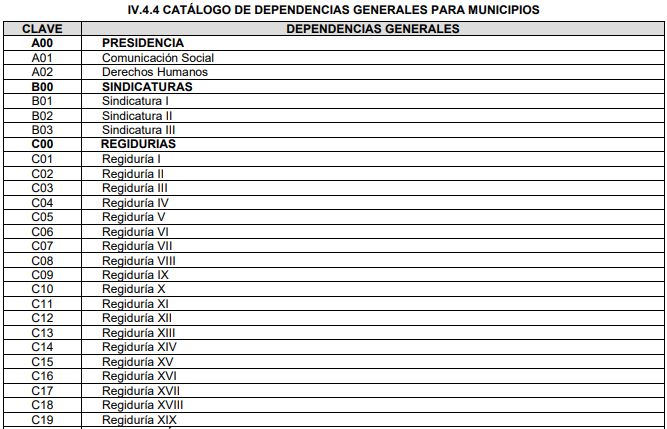 IV.4.4 CATÁLOGO DE DEPENDENCIAS GENERALES PARA MUNICIPIOS
CLAVE DEPENDENCIAS GENERALES
A00 PRESIDENCIA
A01 Comunicación Social
A02 Derechos Humanos
B00 SINDICATURAS
B01 Sindicatura I
B02 Sindicatura II
B03 Sindicatura III
C00 REGIDURIAS
C01 Regiduría I
C02 Regiduría II
C03 Regiduría III
C04 Regiduría IV
C05 Regiduría V
C06 Regiduría VI
C07 Regiduría VII
C08 Regiduría VIII
C09 Regiduría IX
C10 Regiduría X
C11 Regiduría XI
C12 Regiduría XII
C13 Regiduría XIII
C14 Regiduría XIV
C15 Regiduría XV
C16 Regiduría XVI
C17 Regiduría XVII
C18 Regiduría XVIII
C19 Regiduría XIX